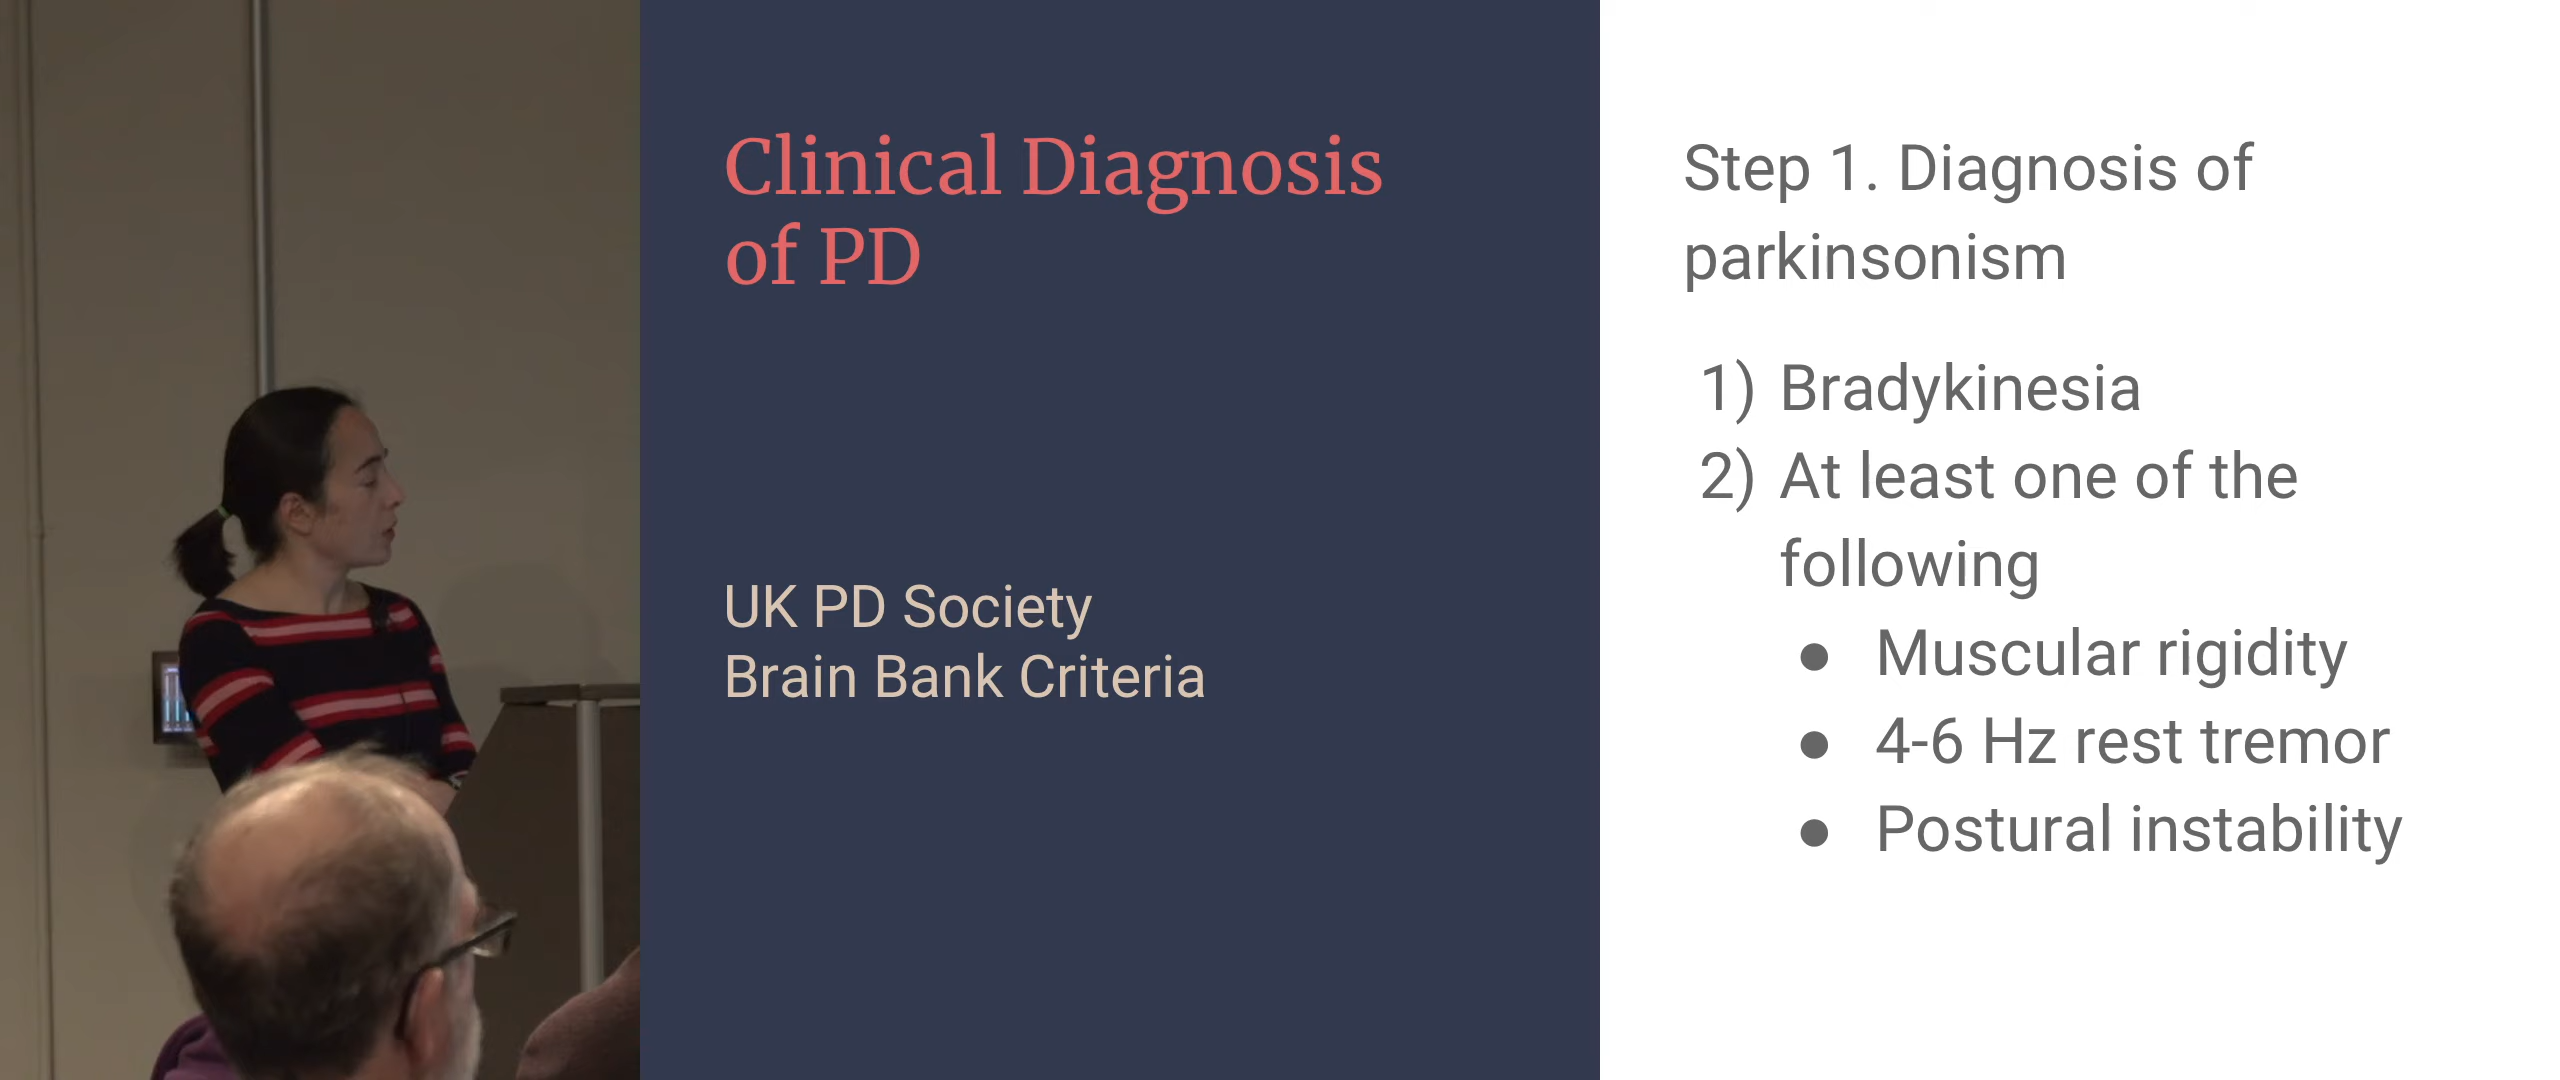 Clinical Diagnosis
of PD
UK PD Society
Brain Bank Criteria
Step 1. Diagnosis of
parkinsonism
1) Bradykinesia
2) At least one of the
following
● Muscular rigidity
● 4-6 Hz rest tremor
● Postural instability